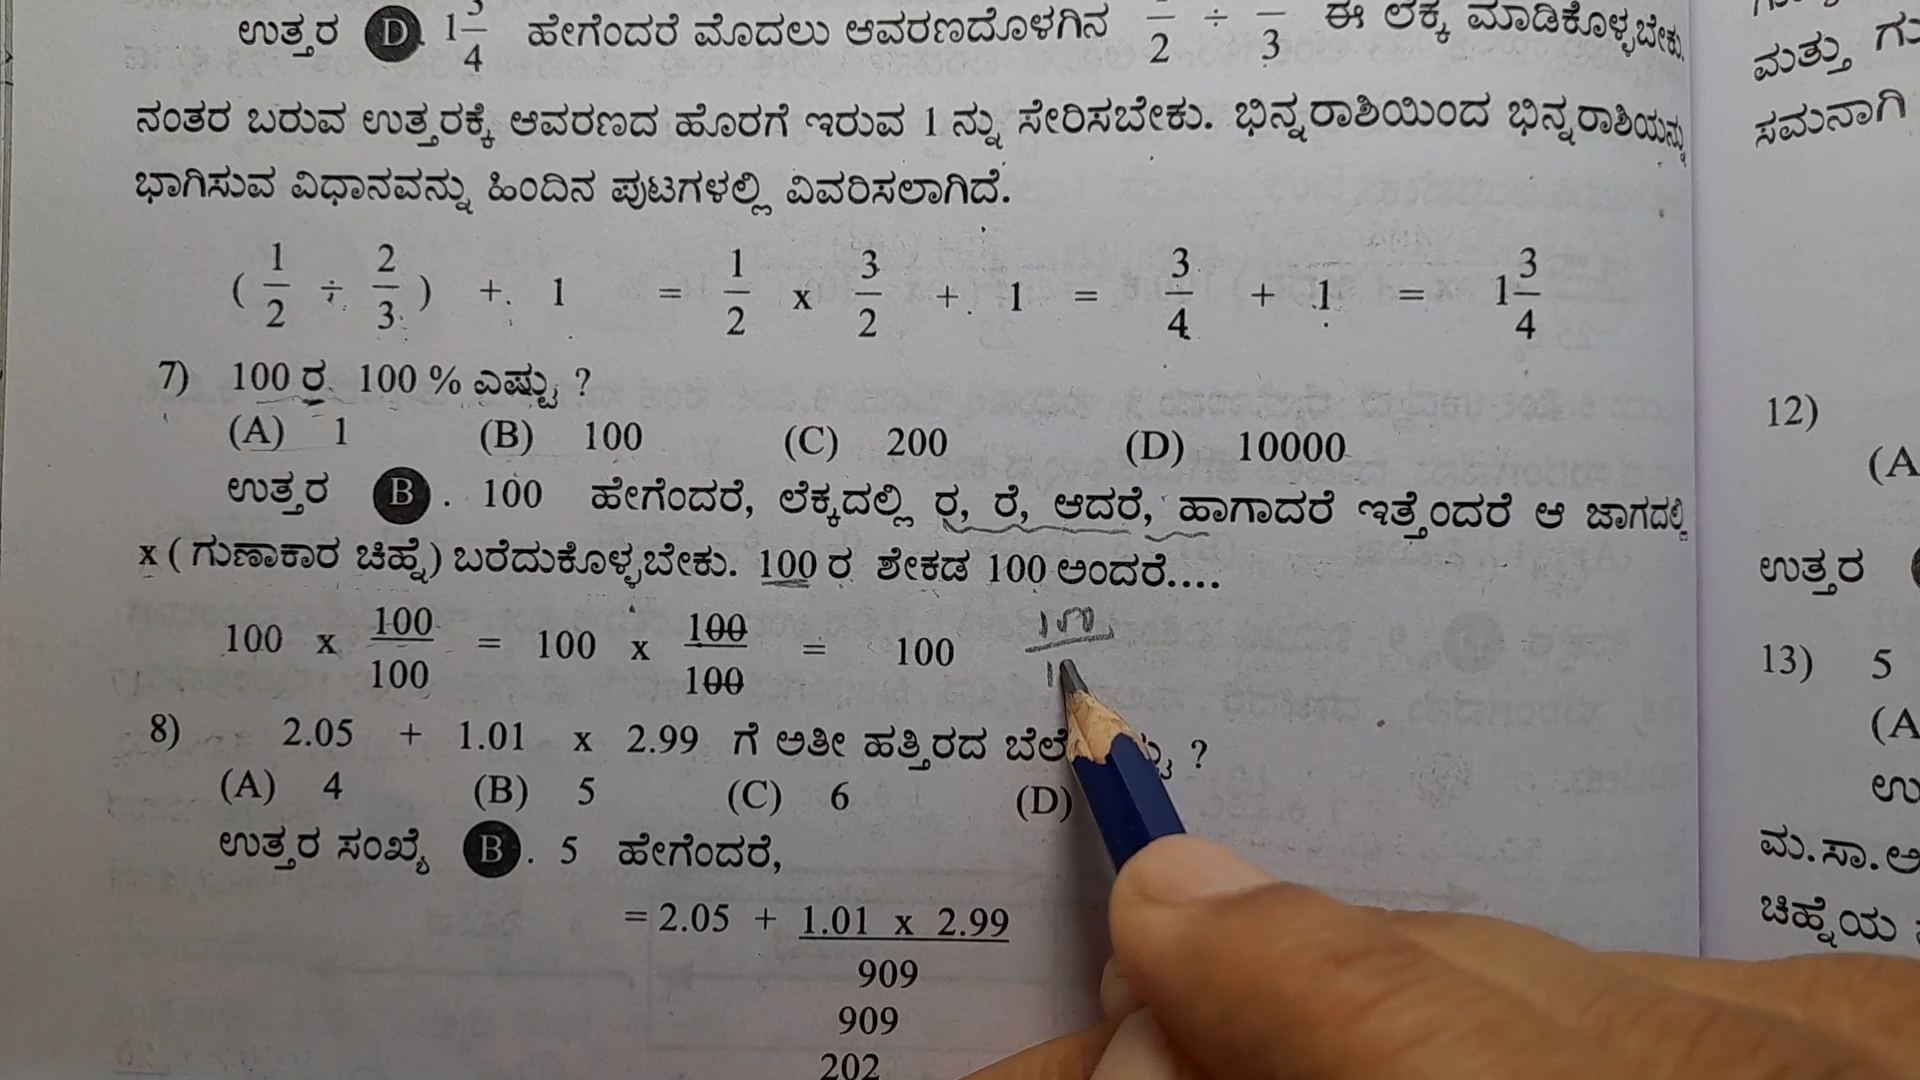 ಉತ್ತರ D. 1 3/4 ಹೇಗೆಂದರೆ ಮೊದಲು ಆವರಣದೊಳಗಿನ /2 ÷ /3 ಈ ಲೆಕ್ಕ ಮಾಡಿಕೊಳ್ಳಬೇಕು.
ನಂತರ ಬರುವ ಉತ್ತರಕ್ಕೆ ಆವರಣದ ಹೊರಗೆ ಇರುವ 1 ನ್ನು ಸೇರಿಸಬೇಕು. ಭಿನ್ನರಾಶಿಯಿಂದ ಭಿನ್ನರಾಶಿಯನ್ನು
ಭಾಗಿಸುವ ವಿಧಾನವನ್ನು ಹಿಂದಿನ ಪುಟಗಳಲ್ಲಿ ವಿವರಿಸಲಾಗಿದೆ.
( 1/2 ÷ 2/3 ) + 1 = 1/2 x 3/2 + 1 = 3/4 + 1 = 1 3/4
7) 100 ರ 100 % ಎಷ್ಟು ?
(A) 1 (B) 100 (C) 200 (D) 10000
ಉತ್ತರ B . 100 ಹೇಗೆಂದರೆ, ಲೆಕ್ಕದಲ್ಲಿ ರ, ರೆ, ಆದರೆ, ಹಾಗಾದರೆ ಇತ್ತೆಂದರೆ ಆ ಜಾಗದಲ್ಲಿ
x ( ಗುಣಾಕಾರ ಚಿಹ್ನೆ) ಬರೆದುಕೊಳ್ಳಬೇಕು. 100 ರ ಶೇಕಡ 100 ಅಂದರೆ....
100 x 100/100 = 100 x 100/100 = 100
8) 2.05 + 1.01 x 2.99 ಗೆ ಅತೀ ಹತ್ತಿರದ ?
(A) 4 (B) 5 (C) 6 (D)
ಉತ್ತರ ಸಂಖ್ಯೆ B . 5 ಹೇಗೆಂದರೆ,
= 2.05 + 1.01 x 2.99
909
909
202
ಮತ್ತು
ಸಮನಾಗಿ
12)
(A
ಉತ್ತರ
13) 5
(A
ಮ.ಸಾ.ಅ
ಚಿಹ್ನೆಯ